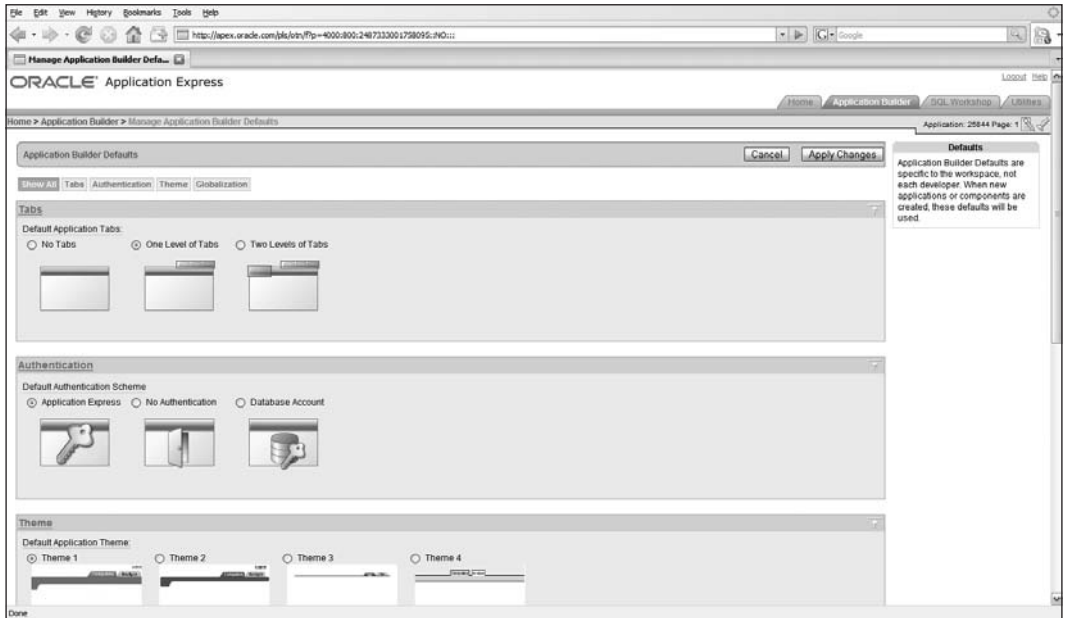 File Edit View History Bookmarks Tools Help
http://apex.oracle.com/pls/otn/f?p=4000:800:2487333001758095::NO:::
Google
Manage Application Builder Defa...
ORACLE Application Express
Logout Help
Home Application Builder SQL Workshop Utilities
Home > Application Builder > Manage Application Builder Defaults
Application: 25844 Page: 1
Application Builder Defaults
Cancel Apply Changes
Show All Tabs Authentication Theme Globalization
Tabs
Default Application Tabs:
No Tabs One Level of Tabs Two Levels of Tabs
Authentication
Default Authentication Scheme
Application Express No Authentication Database Account
Theme
Default Application Theme:
Theme 1 Theme 2 Theme 3 Theme 4
Defaults
Application Builder Defaults are
specific to the workspace, not
each developer. When new
applications or components are
created, these defaults will be
used.
Done